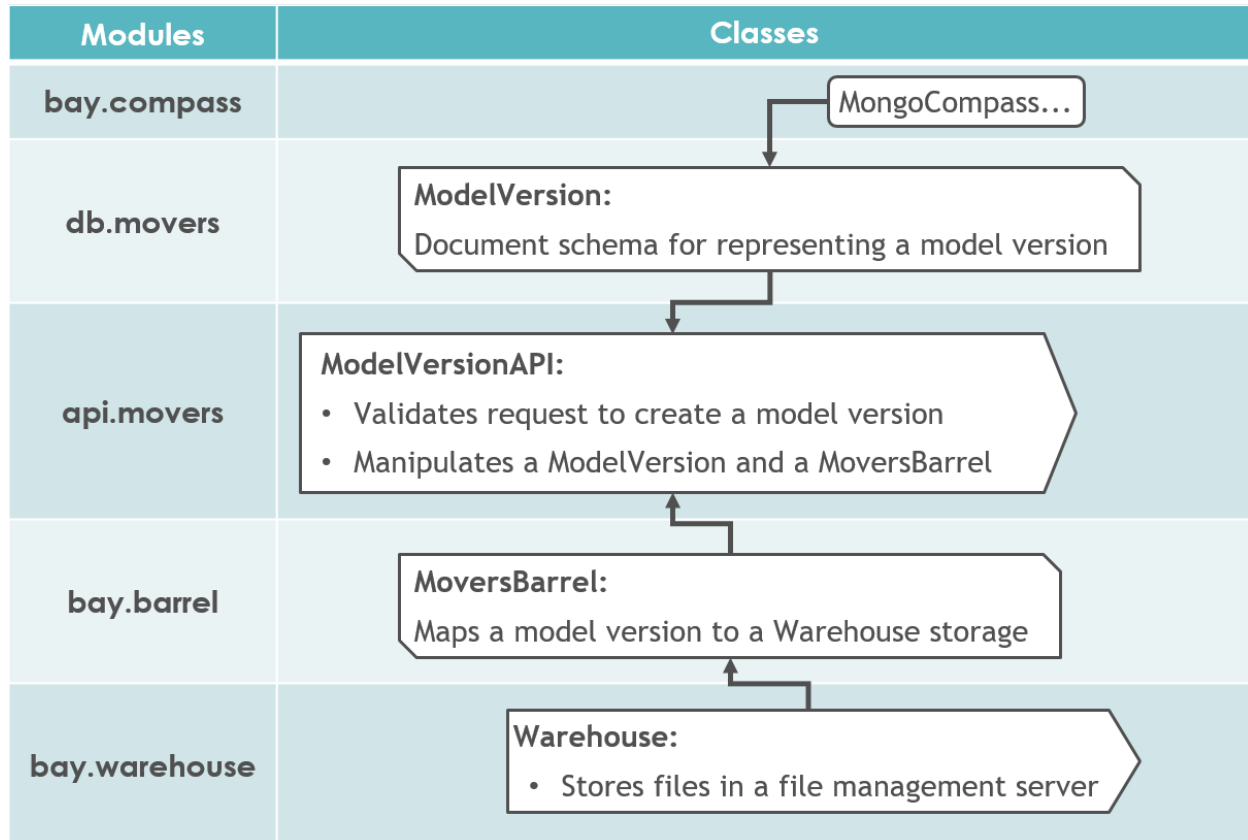 Modules
Classes
bay.compass
MongoCompass...
db.movers
ModelVersion:
Document schema for representing a model version
api.movers
ModelVersionAPI:
• Validates request to create a model version
• Manipulates a ModelVersion and a MoversBarrel
bay.barrel
MoversBarrel:
Maps a model version to a Warehouse storage
bay.warehouse
Warehouse:
• Stores files in a file management server